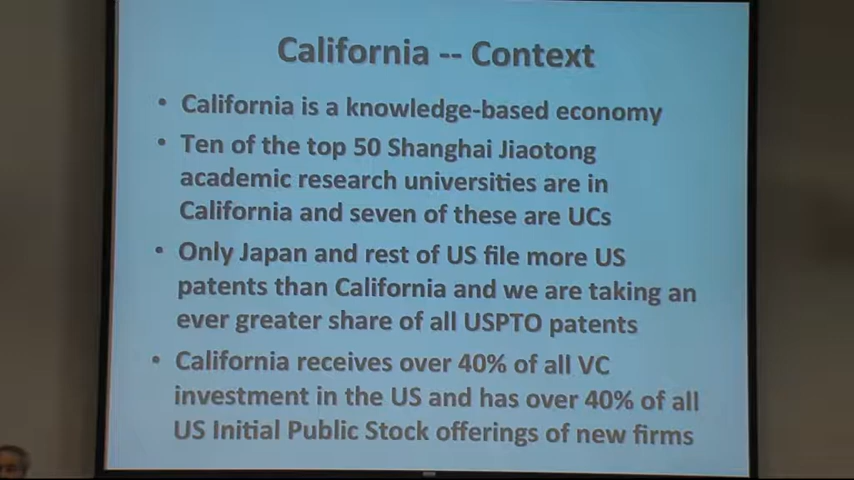 California -- Context
• California is a knowledge-based economy
• Ten of the top 50 Shanghai Jiaotong
academic research universities are in
California and seven of these are UCs
• Only Japan and rest of US file more US
patents than California and we are taking an
ever greater share of all USPTO patents
• California receives over 40% of all VC
investment in the US and has over 40% of all
US Initial Public Stock offerings of new firms